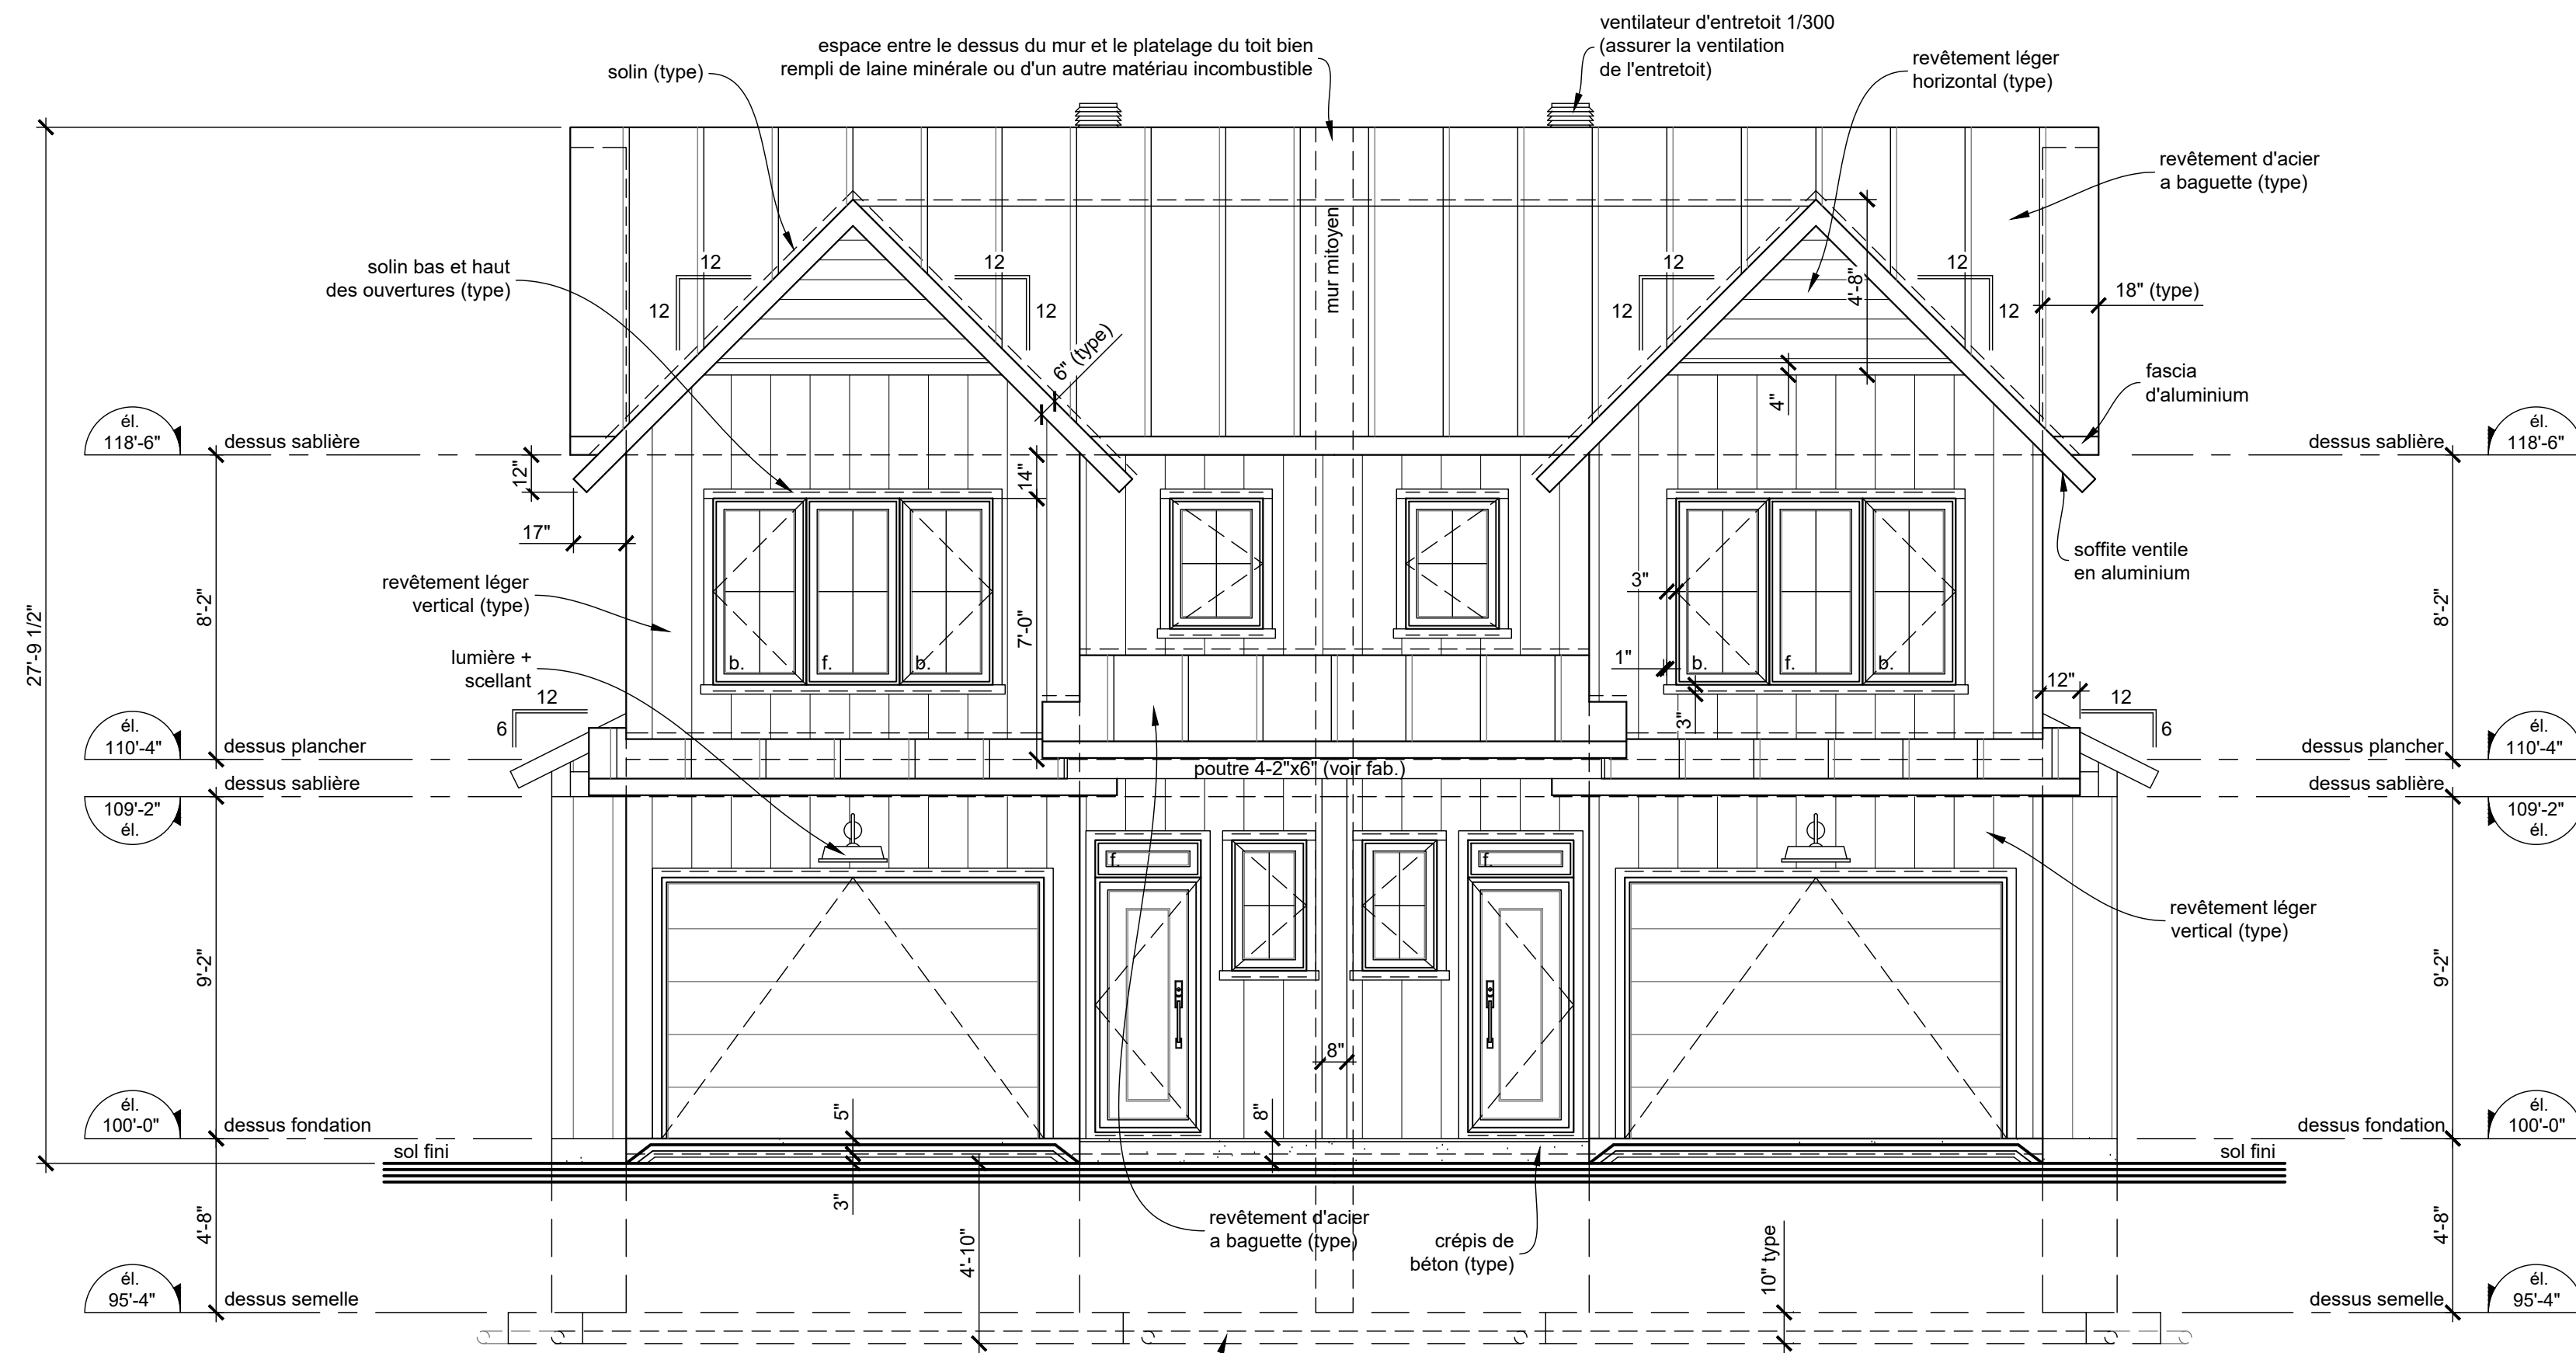 ventilateur d'entretoit 1/300
(assurer la ventilation
de l'entretoit)
espace entre le dessus du mur et le platelage du toit bien
rempli de laine minérale ou d'un autre matériau incombustible
solin (type)
revêtement léger
horizontal (type)
revêtement d'acier
a baguette (type)
mur mitoyen
solin bas et haut
des ouvertures (type)
12
12
12
12
12
12
12
12
4'-8"
18" (type)
6" (type)
4"
fascia
d'aluminium
él.
118'-6"
dessus sablière
dessus sablière
él.
118'-6"
12"
14"
17"
soffite ventile
en aluminium
revêtement léger
vertical (type)
8'-2"
8'-2"
27'-9 1/2"
7'-0"
3"
1"
3"
b.
f.
b.
b.
f.
b.
lumière +
scellant
12
6
12"
12
6
él.
110'-4"
dessus plancher
dessus plancher
él.
110'-4"
poutre 4-2"x6" (voir fab.)
dessus sablière
dessus sablière
109'-2"
él.
109'-2"
él.
f.
f.
revêtement léger
vertical (type)
9'-2"
9'-2"
8"
5"
8"
él.
100'-0"
dessus fondation
dessus fondation
él.
100'-0"
sol fini
sol fini
3"
4'-8"
4'-8"
4'-10"
revêtement d'acier
a baguette (type)
crépis de
béton (type)
10" type
él.
95'-4"
dessus semelle
dessus semelle
él.
95'-4"